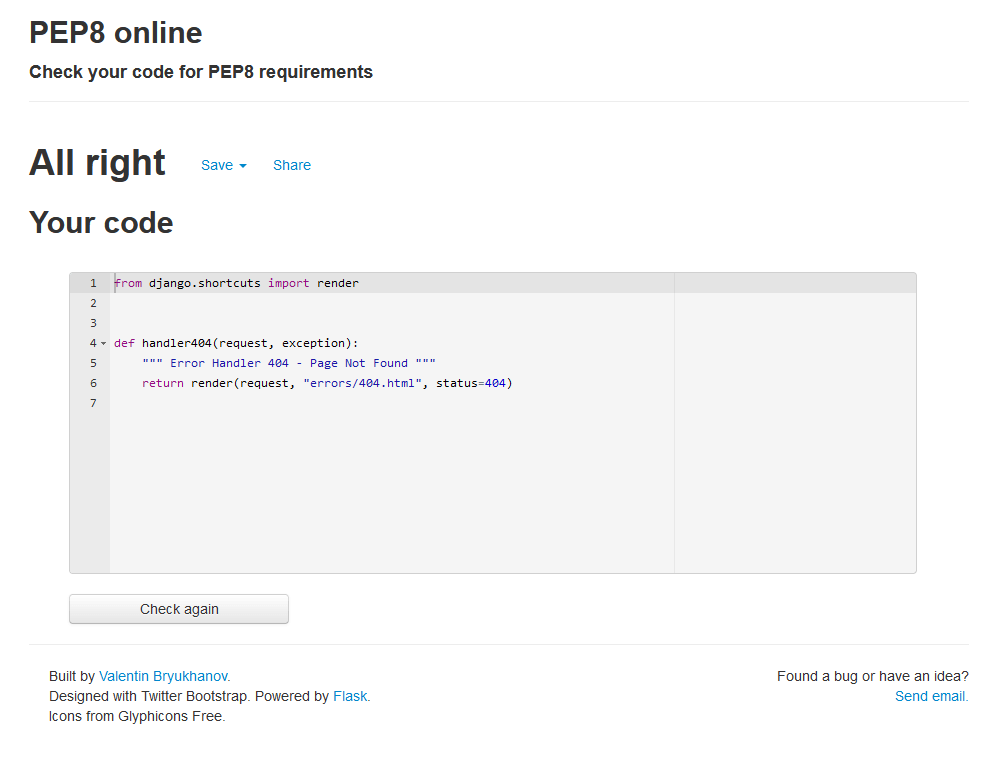 PEP8 online
Check your code for PEP8 requirements
All right Save Share
Your code
1 from django.shortcuts import render
2
3
4 def handler404(request, exception):
5 """ Error Handler 404 - Page Not Found """
6 return render(request, "errors/404.html", status=404)
7
Check again
Built by Valentin Bryukhanov.
Designed with Twitter Bootstrap. Powered by Flask.
Icons from Glyphicons Free.
Found a bug or have an idea?
Send email.